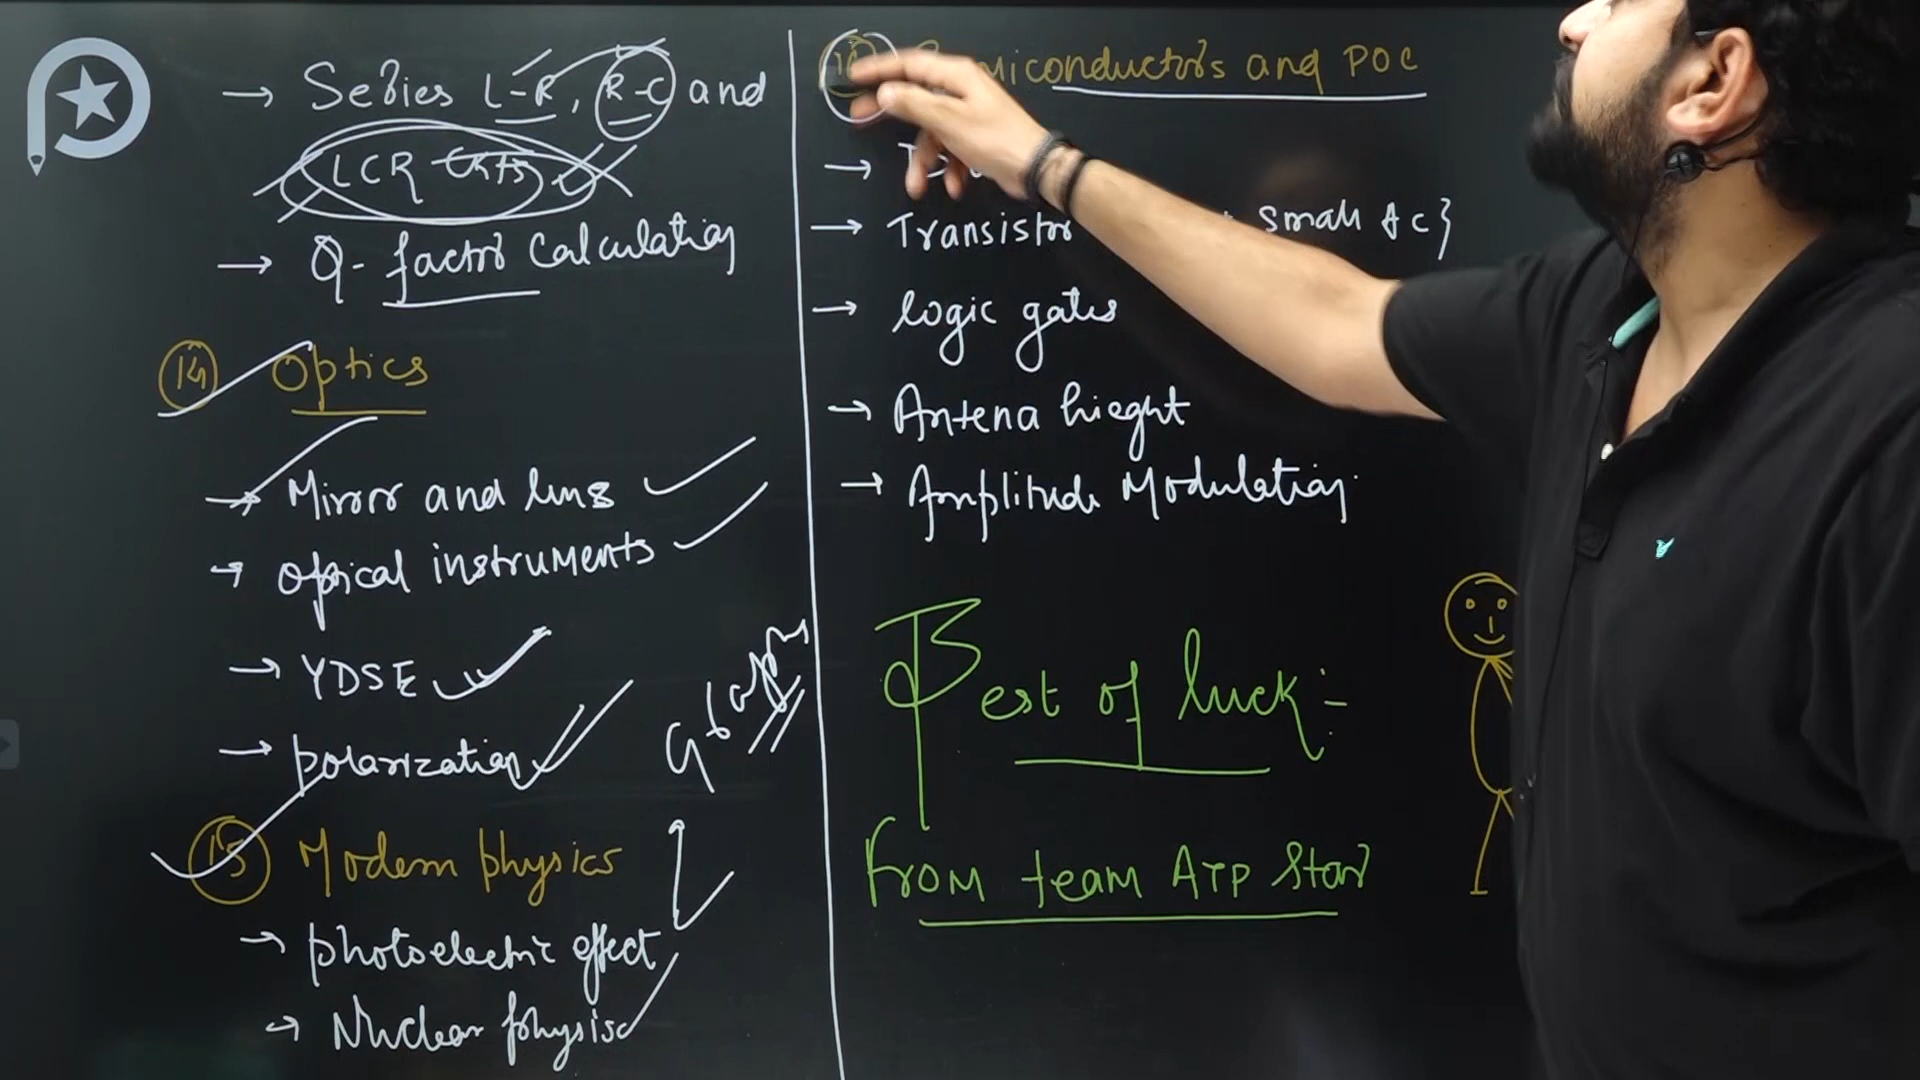 → Series L-R, R-C and
LCR Ckts
→ Q- factor Calculation
14 Optics
→ Mirror and lens
→ Optical instruments
→ YDSE
→ polarization
15 Modern physics
→ photoelectric effect
→ Nuclear physics
16 miconductors and POC
→
→ Transistor small Ac}
→ logic gates
→ Antena hieght
→ Amplitude Modulation
Best of luck:-
From team ATP Star